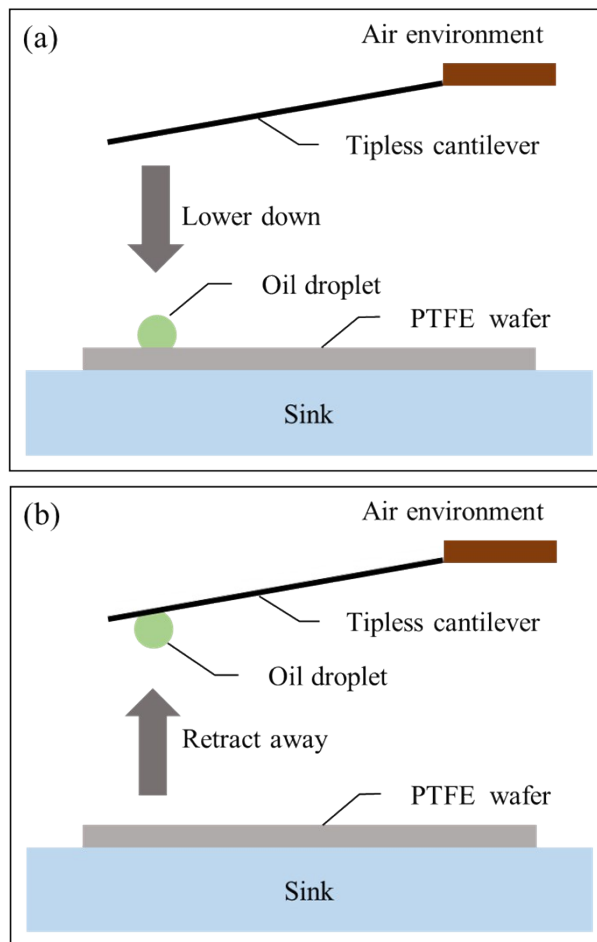 (a)
Air environment
Tipless cantilever
Lower down
Oil droplet
PTFE wafer
Sink
(b)
Air environment
Tipless cantilever
Oil droplet
Retract away
PTFE wafer
Sink